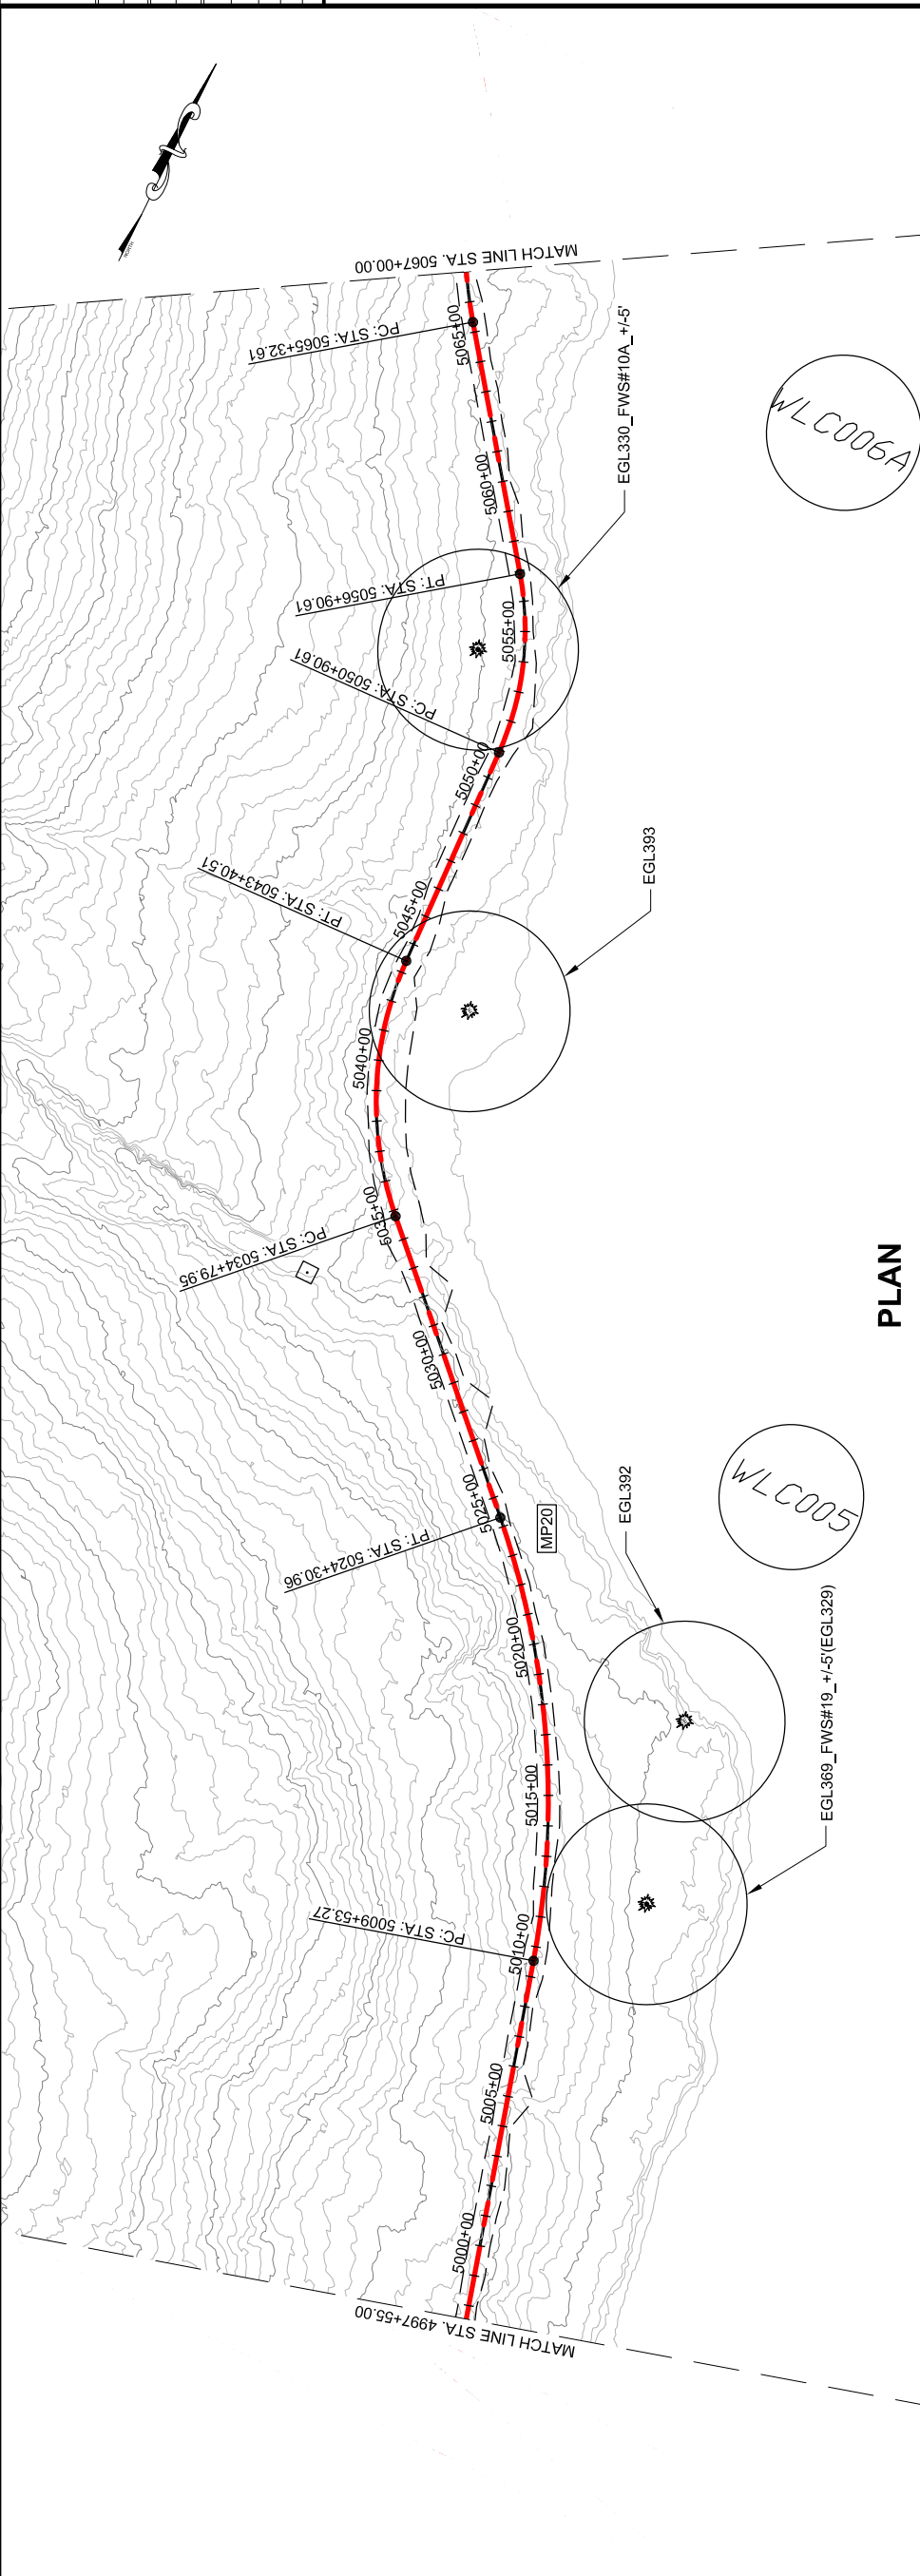 NORTH
MATCH LINE STA. 5067+00.00
PC: STA: 5065+32.61
5065+00
EGL330_FWS#10A_+/-5'
WLC006A
5060+00
PT: STA: 5056+90.61
5055+00
PC: STA: 5050+90.61
5050+00
EGL393
PT: STA: 5043+40.51
5045+00
5040+00
5035+00
PC: STA: 5034+79.95
PLAN
5030+00
EGL392
WLC005
5025+00
MP20
PT: STA: 5024+30.96
EGL369_FWS#19_+/-5'(EGL329)
5020+00
5015+00
PC: STA: 5009+53.27
5010+00
5005+00
5000+00
MATCH LINE STA. 4997+55.00